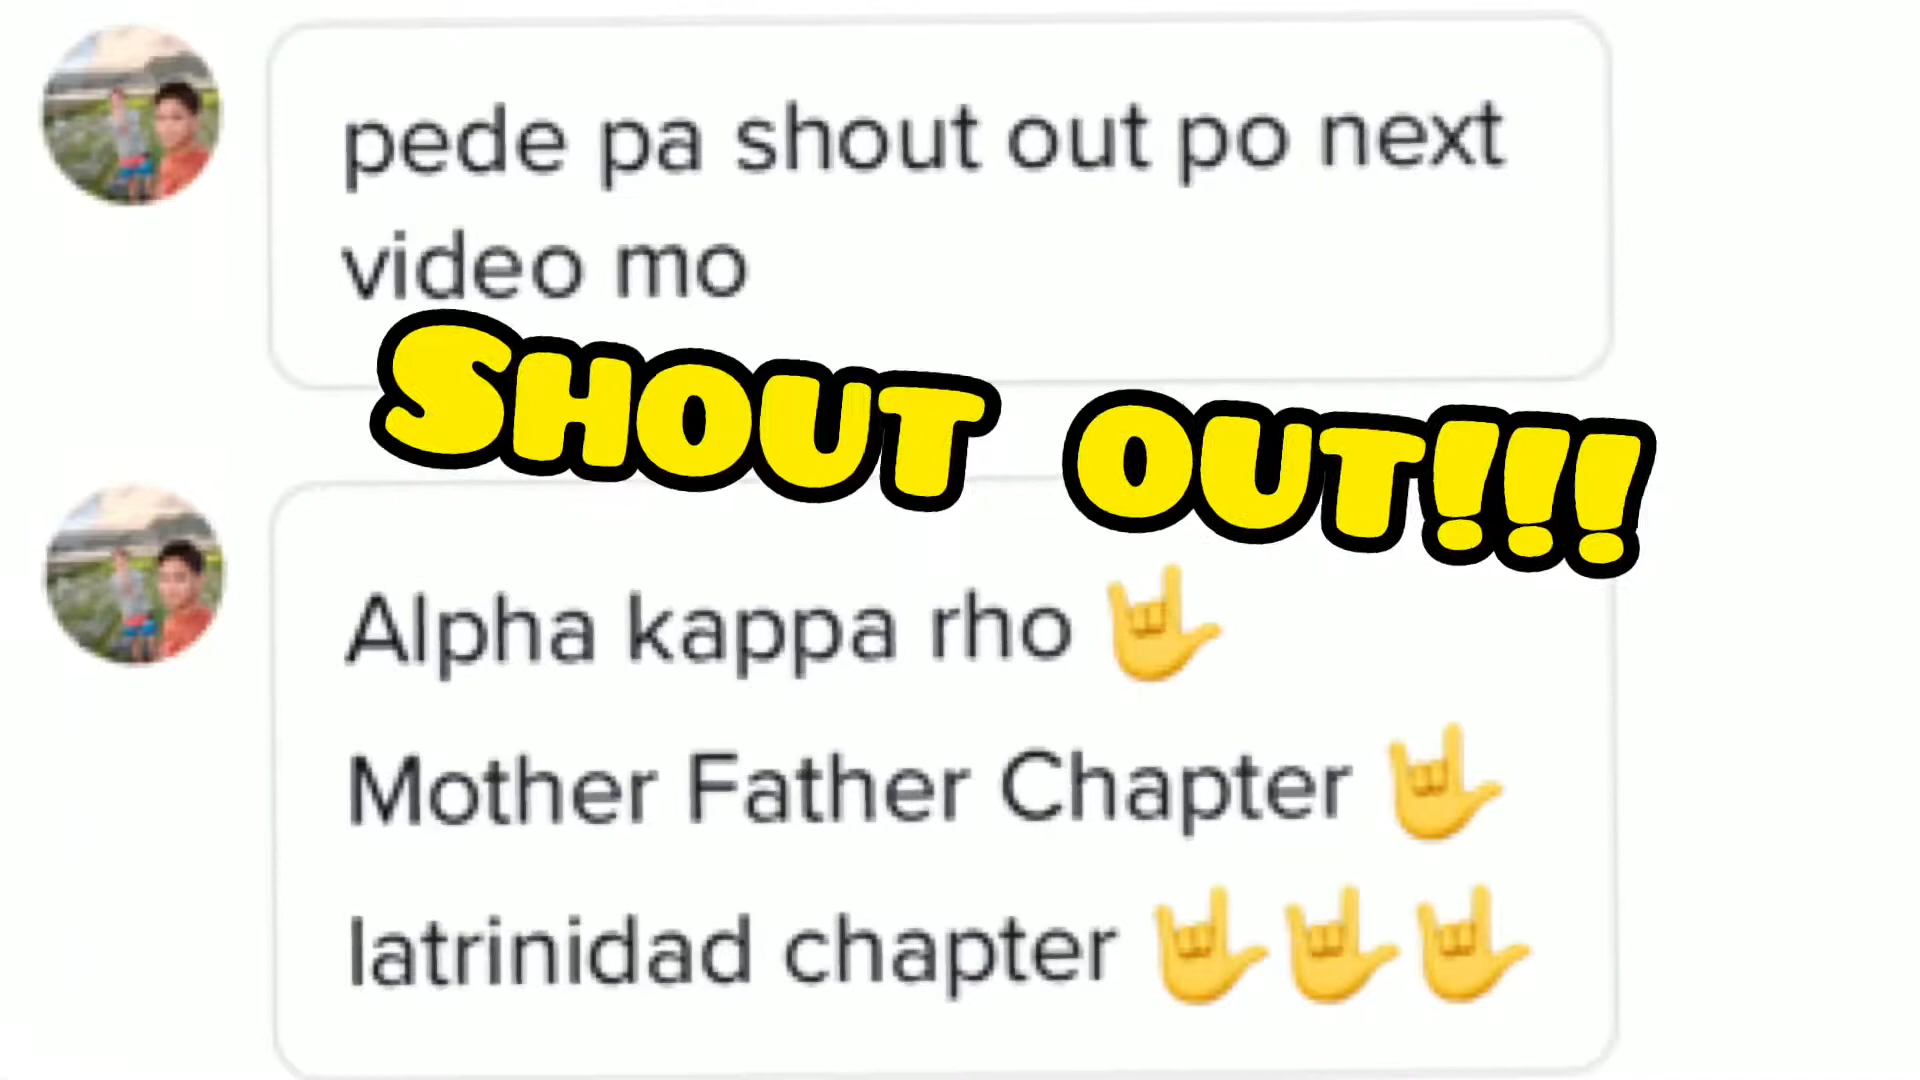 pede pa shout out po next
video mo
SHOUT OUT!!!
Alpha kappa rho 🤟
Mother Father Chapter 🤟
latrinidad chapter 🤟🤟🤟